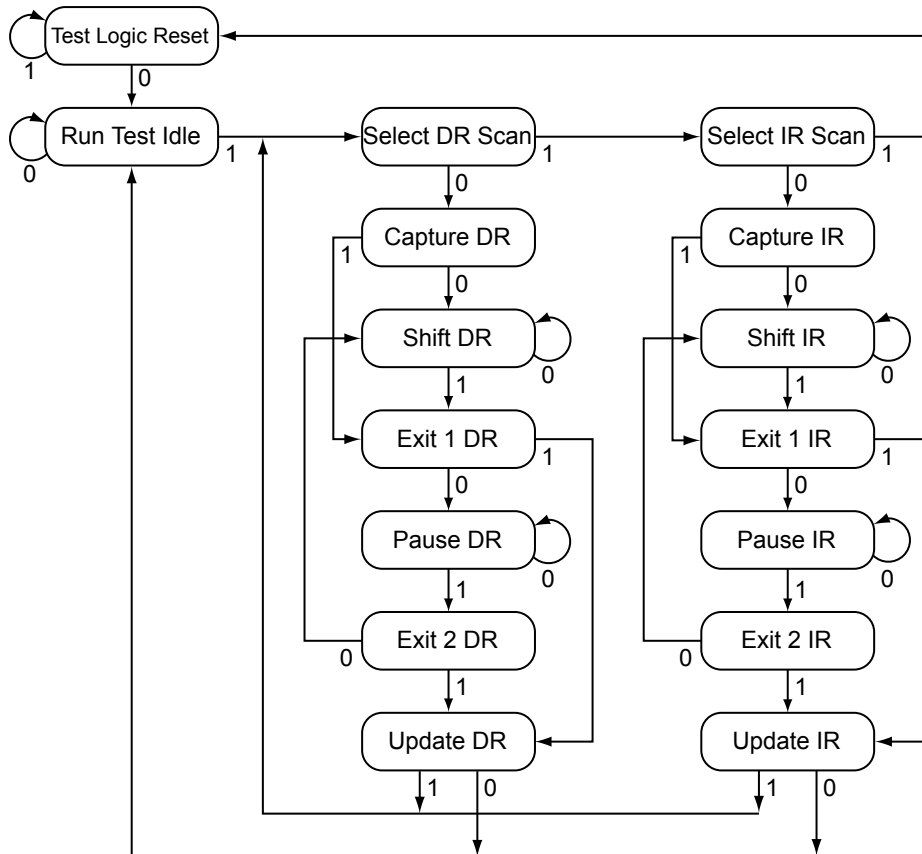 Test Logic Reset
1
0
Run Test Idle
Select DR Scan
Select IR Scan
0
1
1
1
0
0
Capture DR
Capture IR
1
1
0
0
Shift DR
Shift IR
0
0
1
1
Exit 1 DR
Exit 1 IR
1
1
0
0
Pause DR
Pause IR
0
0
1
1
Exit 2 DR
Exit 2 IR
0
0
1
1
Update DR
Update IR
1
0
1
0